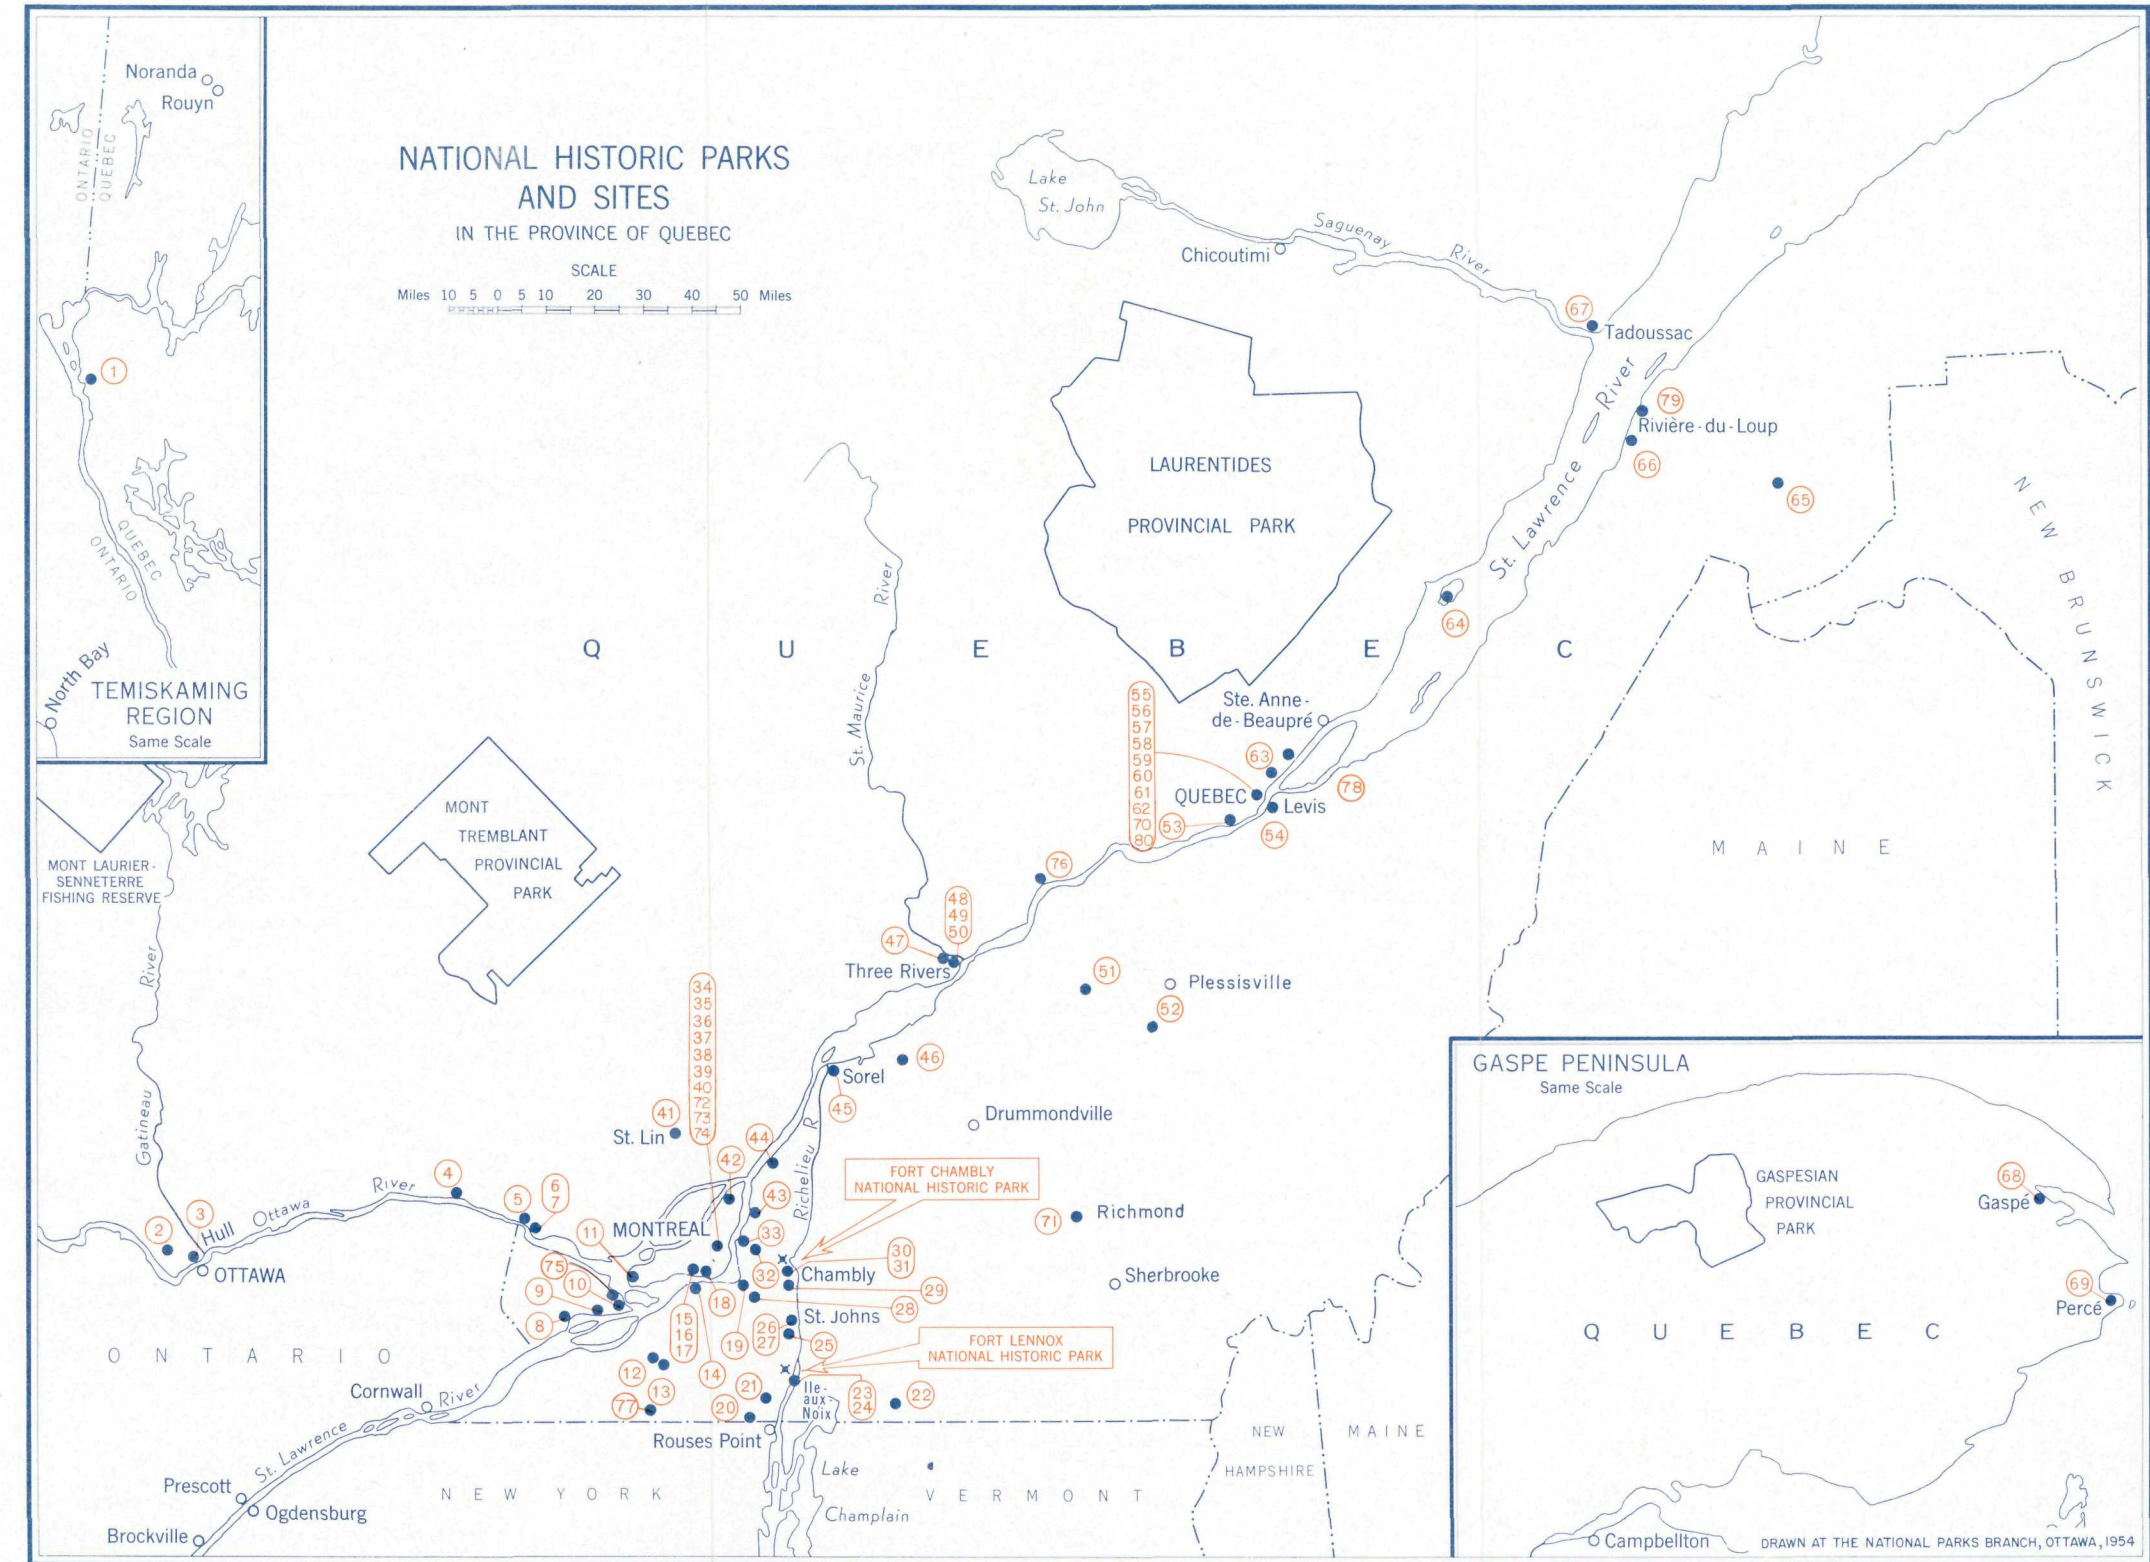 NATIONAL HISTORIC PARKS
AND SITES
IN THE PROVINCE OF QUEBEC
SCALE
Miles 10 5 0 5 10 20 30 40 50 Miles
Noranda
Rouyn
ONTARIO
QUEBEC
1
QUEBEC
ONTARIO
North Bay
TEMISKAMING
REGION
Same Scale
Lake
St. John
Chicoutimi
Saguenay
River
67
Tadoussac
79
Rivière-du-Loup
66
65
St. Lawrence River
64
LAURENTIDES
PROVINCIAL PARK
NEW BRUNSWICK
Q U E B E C
St. Maurice River
55
56
57
58
59
60
61
62
70
80
Ste. Anne-
de-Beaupré
63
QUEBEC
Levis
78
53
54
MAINE
MONT
TREMBLANT
PROVINCIAL
PARK
MONT LAURIER-
SENNETERRE
FISHING RESERVE
Gatineau River
76
48
49
50
47
Three Rivers
51
Plessisville
52
46
Sorel
45
Drummondville
34
35
36
37
38
39
40
72
73
74
41
St. Lin
44
42
43
Richelieu R
FORT CHAMBLY
NATIONAL HISTORIC PARK
71
Richmond
4
5
6
7
Ottawa River
2
3
Hull
OTTAWA
11
MONTREAL
33
32
30
31
Chambly
29
28
Sherbrooke
75
10
9
8
18
15
16
17
14
19
26
27
St. Johns
25
FORT LENNOX
NATIONAL HISTORIC PARK
12
13
77
21
20
23
24
22
Ile-
aux-
Noix
ONTARIO
Cornwall
St. Lawrence River
Prescott
Ogdensburg
Brockville
Rouses Point
NEW YORK
Lake
Champlain
VERMONT
NEW
HAMPSHIRE
MAINE
GASPE PENINSULA
Same Scale
GASPESIAN
PROVINCIAL
PARK
68
Gaspé
69
Percé
QUEBEC
Campbellton
DRAWN AT THE NATIONAL PARKS BRANCH, OTTAWA, 1954